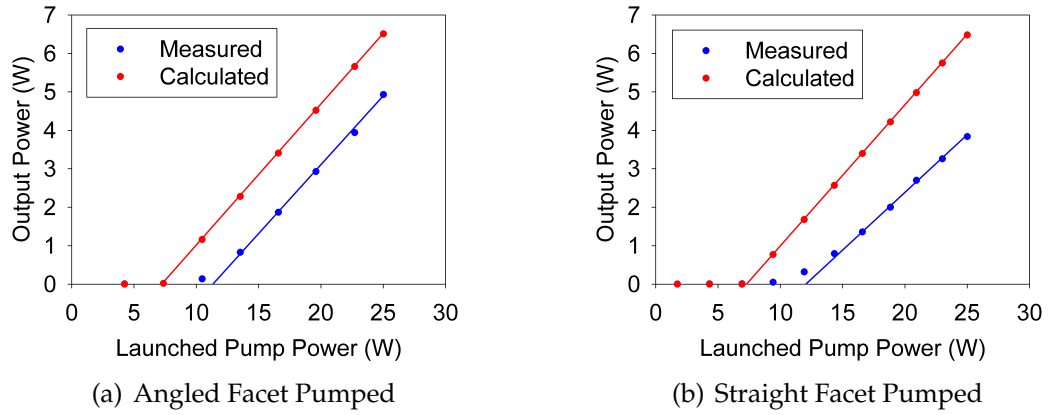 7
6
5
4
3
2
1
0
Output Power (W)
Measured
Calculated
0 5 10 15 20 25 30
Launched Pump Power (W)
(a) Angled Facet Pumped
7
6
5
4
3
2
1
0
Output Power (W)
Measured
Calculated
0 5 10 15 20 25 30
Launched Pump Power (W)
(b) Straight Facet Pumped